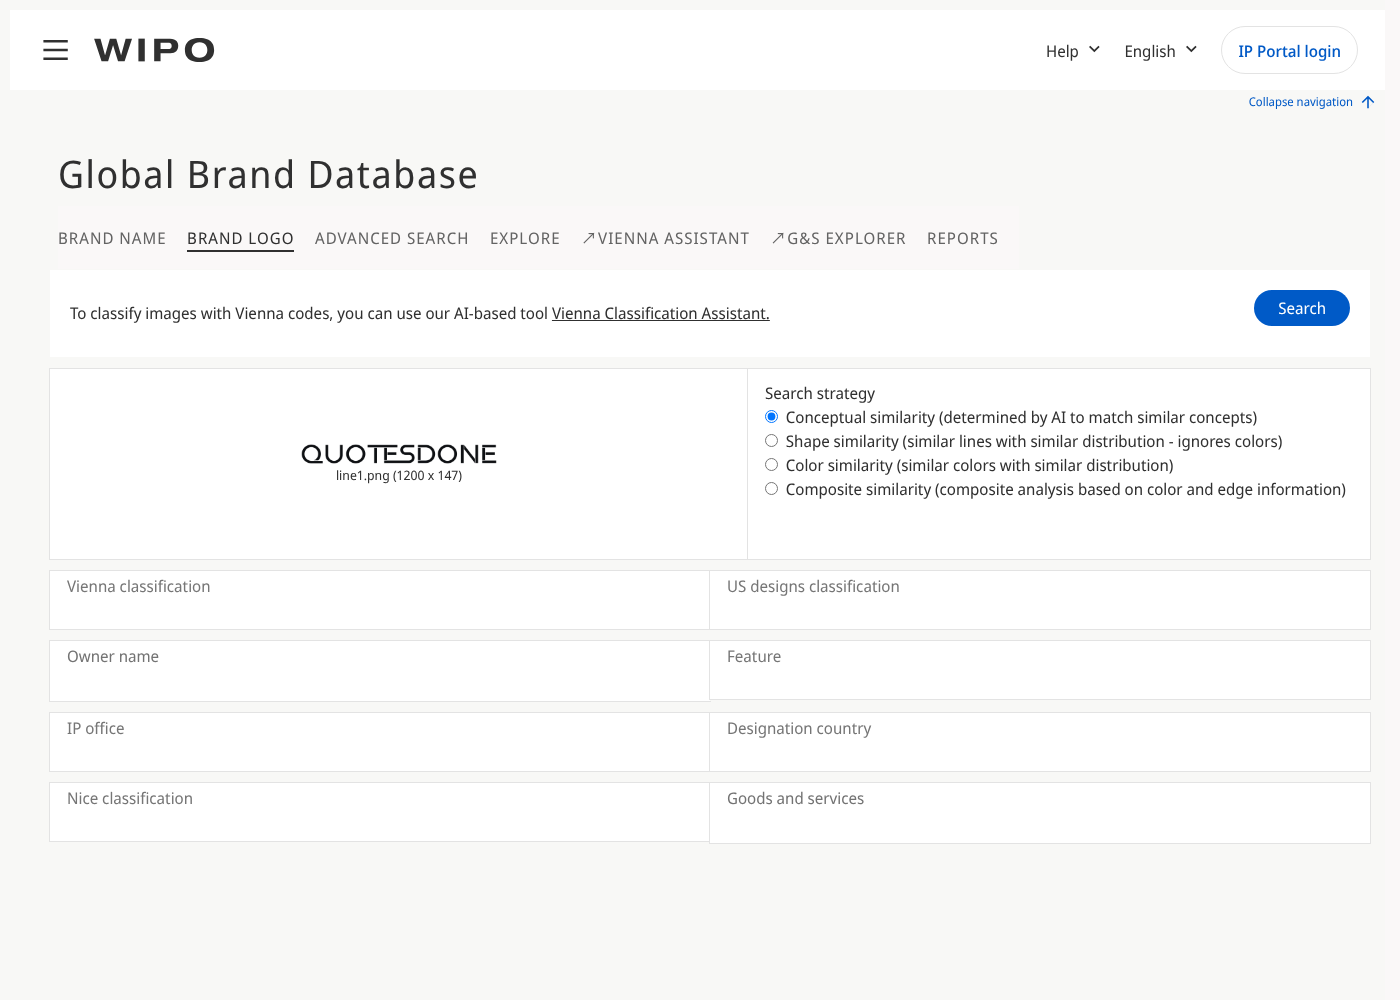 WIPO
Help English IP Portal login
Collapse navigation
Global Brand Database
BRAND NAME BRAND LOGO ADVANCED SEARCH EXPLORE ↗VIENNA ASSISTANT ↗G&S EXPLORER REPORTS
To classify images with Vienna codes, you can use our AI-based tool Vienna Classification Assistant.
Search
QUOTESDONE
line1.png (1200 x 147)
Search strategy
Conceptual similarity (determined by AI to match similar concepts)
Shape similarity (similar lines with similar distribution - ignores colors)
Color similarity (similar colors with similar distribution)
Composite similarity (composite analysis based on color and edge information)
Vienna classification
US designs classification
Owner name
Feature
IP office
Designation country
Nice classification
Goods and services